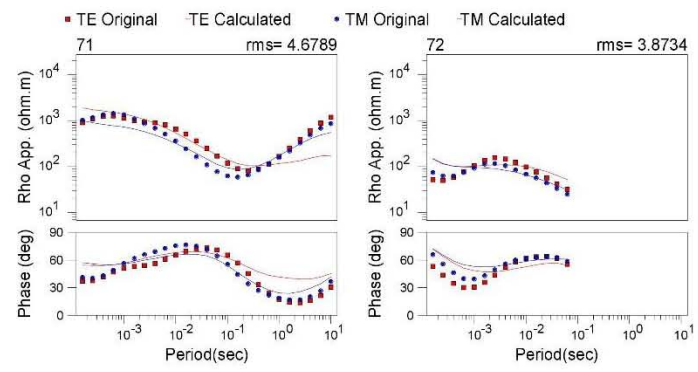 TE Original TE Calculated TM Original TM Calculated
71 rms= 4.6789 72 rms= 3.8734
Rho App. (ohm.m) 10^4 10^3 10^2 10^1 Rho App. (ohm.m) 10^4 10^3 10^2 10^1
Phase (deg) 90 60 30 0 Phase (deg) 90 60 30 0
10^-3 10^-2 10^-1 10^0 10^1 10^-3 10^-2 10^-1 10^0 10^1
Period(sec) Period(sec)